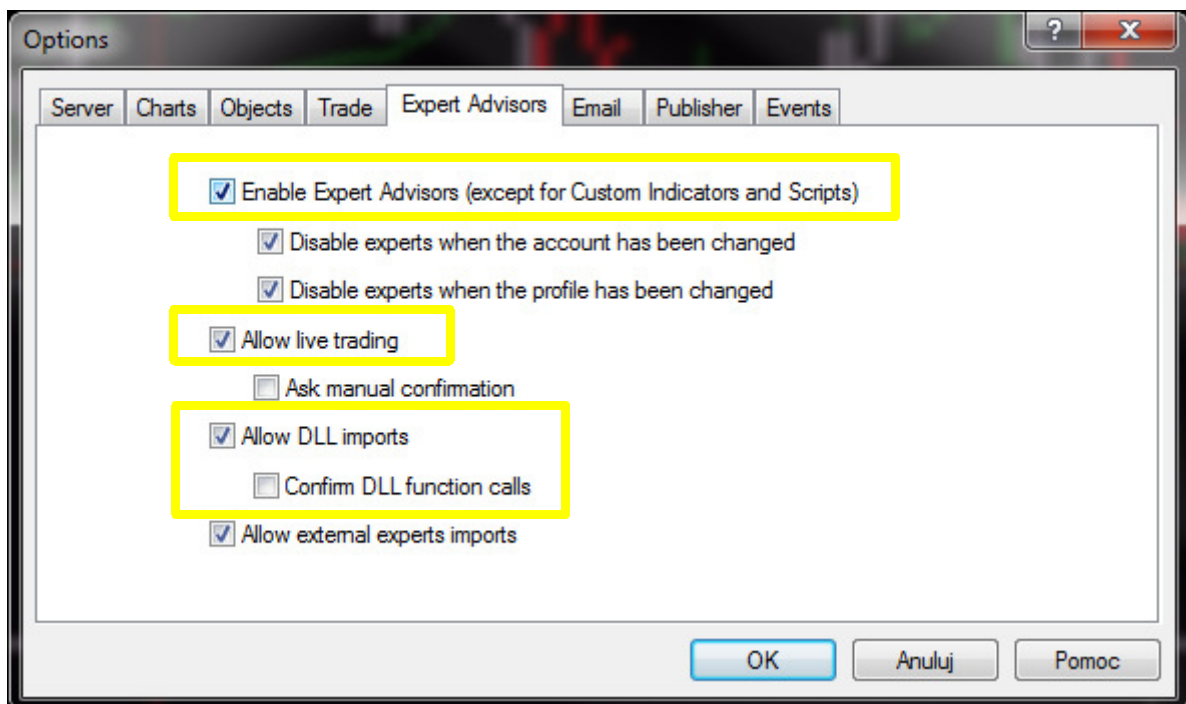 Options
Server Charts Objects Trade Expert Advisors Email Publisher Events
Enable Expert Advisors (except for Custom Indicators and Scripts)
Disable experts when the account has been changed
Disable experts when the profile has been changed
Allow live trading
Ask manual confirmation
Allow DLL imports
Confirm DLL function calls
Allow external experts imports
OK Anuluj Pomoc